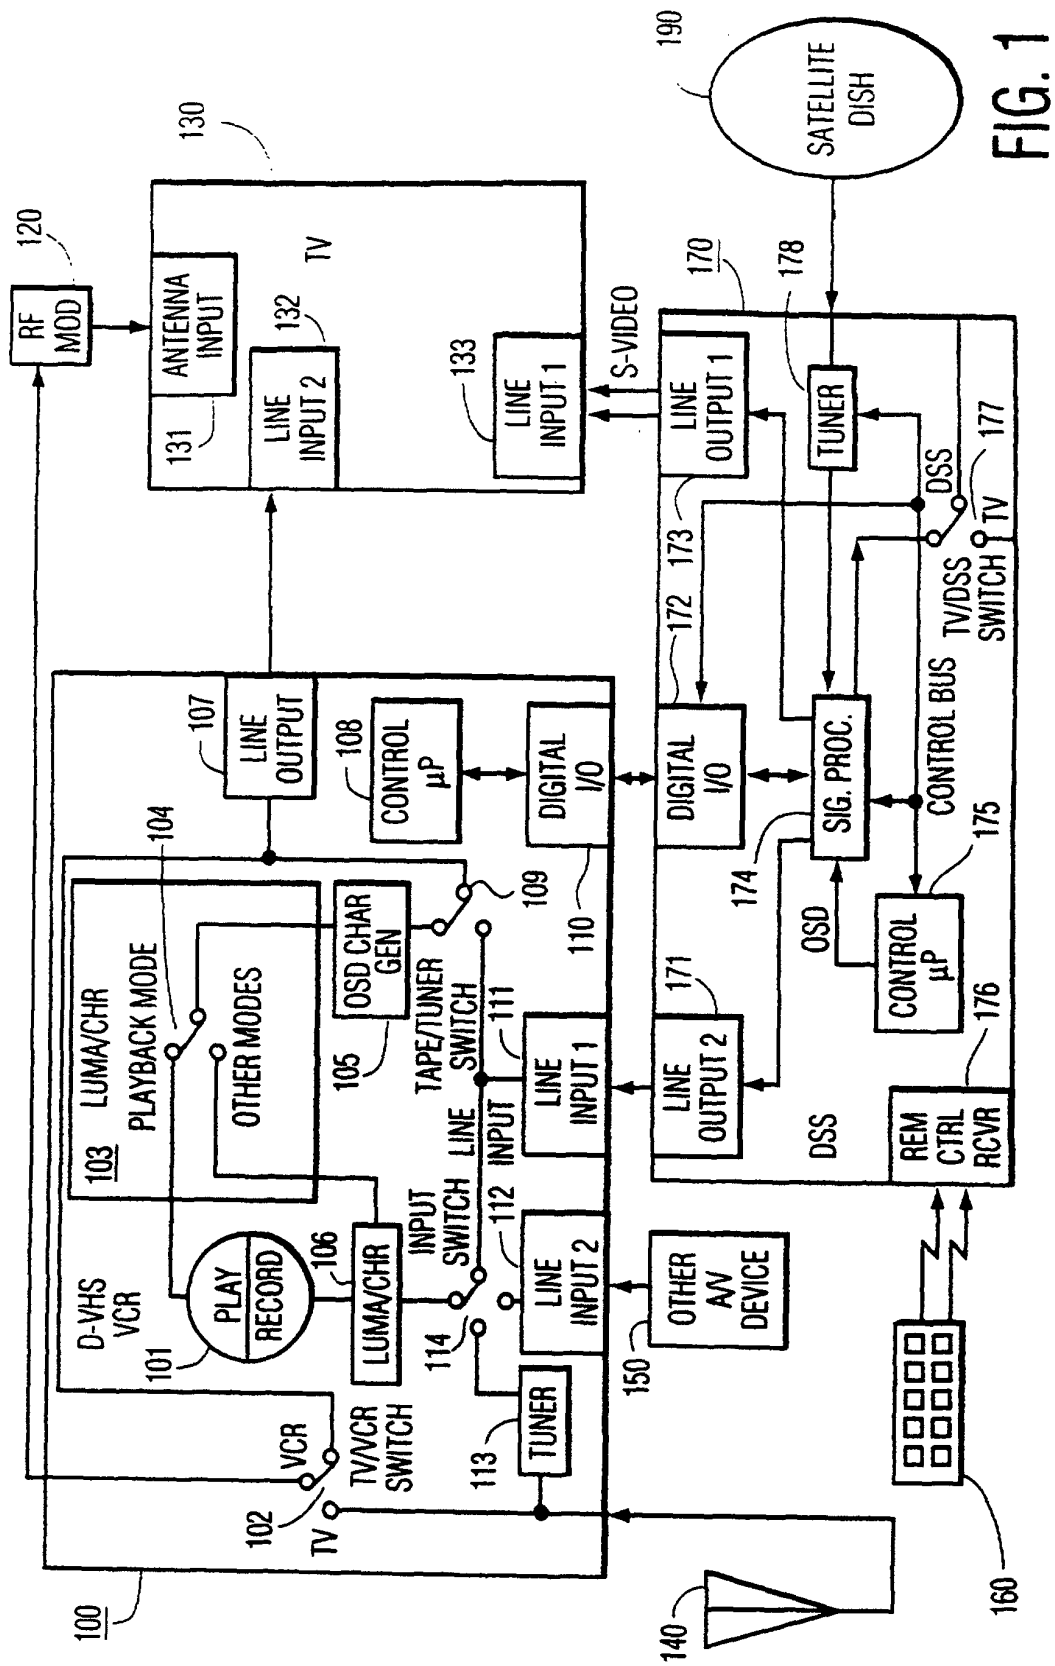 100
D-VHS
VCR
101
PLAY
RECORD
102
VCR
TV
TV/VCR
SWITCH
103
LUMA/CHR
PLAYBACK MODE
104
OTHER MODES
105
OSD CHAR
GEN
106
LUMA/CHR
107
LINE
OUTPUT
108
CONTROL
μP
109
TAPE/TUNER
SWITCH
110
DIGITAL
I/O
111
LINE
INPUT 1
LINE
INPUT
112
LINE
INPUT 2
INPUT
SWITCH
113
TUNER
114
120
RF
MOD
130
TV
131
ANTENNA
INPUT
132
LINE
INPUT 2
133
LINE
INPUT 1
S-VIDEO
140
150
OTHER
A/V
DEVICE
160
170
DSS
171
LINE
OUTPUT 2
172
DIGITAL
I/O
173
LINE
OUTPUT 1
174
SIG. PROC.
OSD
175
CONTROL
μP
CONTROL BUS
176
REM
CTRL
RCVR
177
DSS
TV
TV/DSS
SWITCH
178
TUNER
190
SATELLITE
DISH
FIG. 1